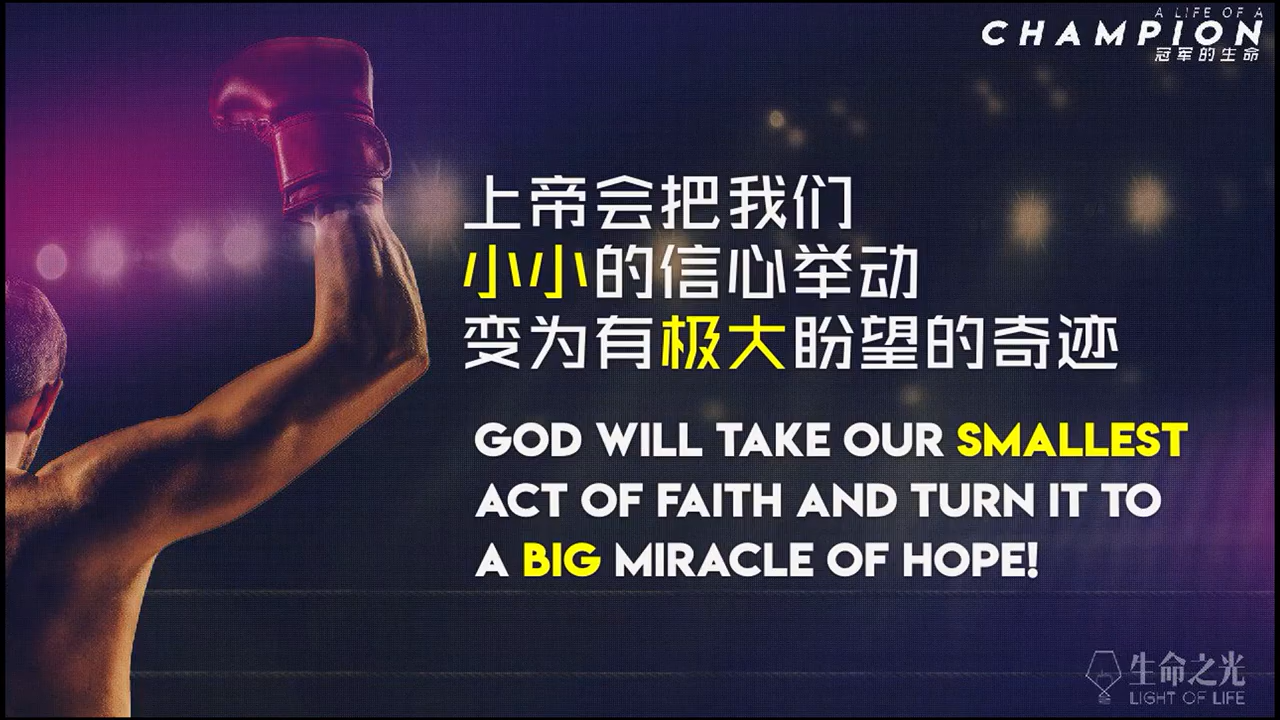 A LIFE OF A
CHAMPION
冠军的生命
上帝会把我们
小小的信心举动
变为有极大盼望的奇迹
GOD WILL TAKE OUR SMALLEST
ACT OF FAITH AND TURN IT TO
A BIG MIRACLE OF HOPE!
生命之光
LIGHT OF LIFE